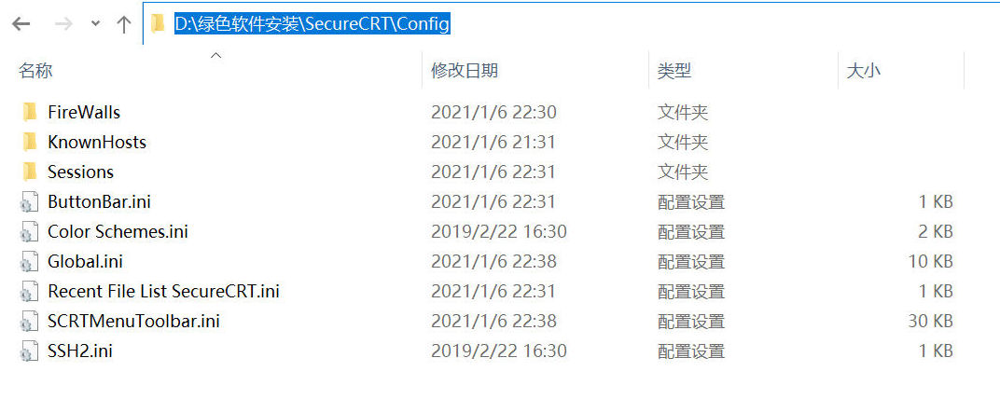 D:\绿色软件安装\SecureCRT\Config
名称 修改日期 类型 大小
FireWalls 2021/1/6 22:30 文件夹
KnownHosts 2021/1/6 21:31 文件夹
Sessions 2021/1/6 22:31 文件夹
ButtonBar.ini 2021/1/6 22:31 配置设置 1 KB
Color Schemes.ini 2019/2/22 16:30 配置设置 2 KB
Global.ini 2021/1/6 22:38 配置设置 10 KB
Recent File List SecureCRT.ini 2021/1/6 22:31 配置设置 1 KB
SCRTMenuToolbar.ini 2021/1/6 22:38 配置设置 30 KB
SSH2.ini 2019/2/22 16:30 配置设置 1 KB